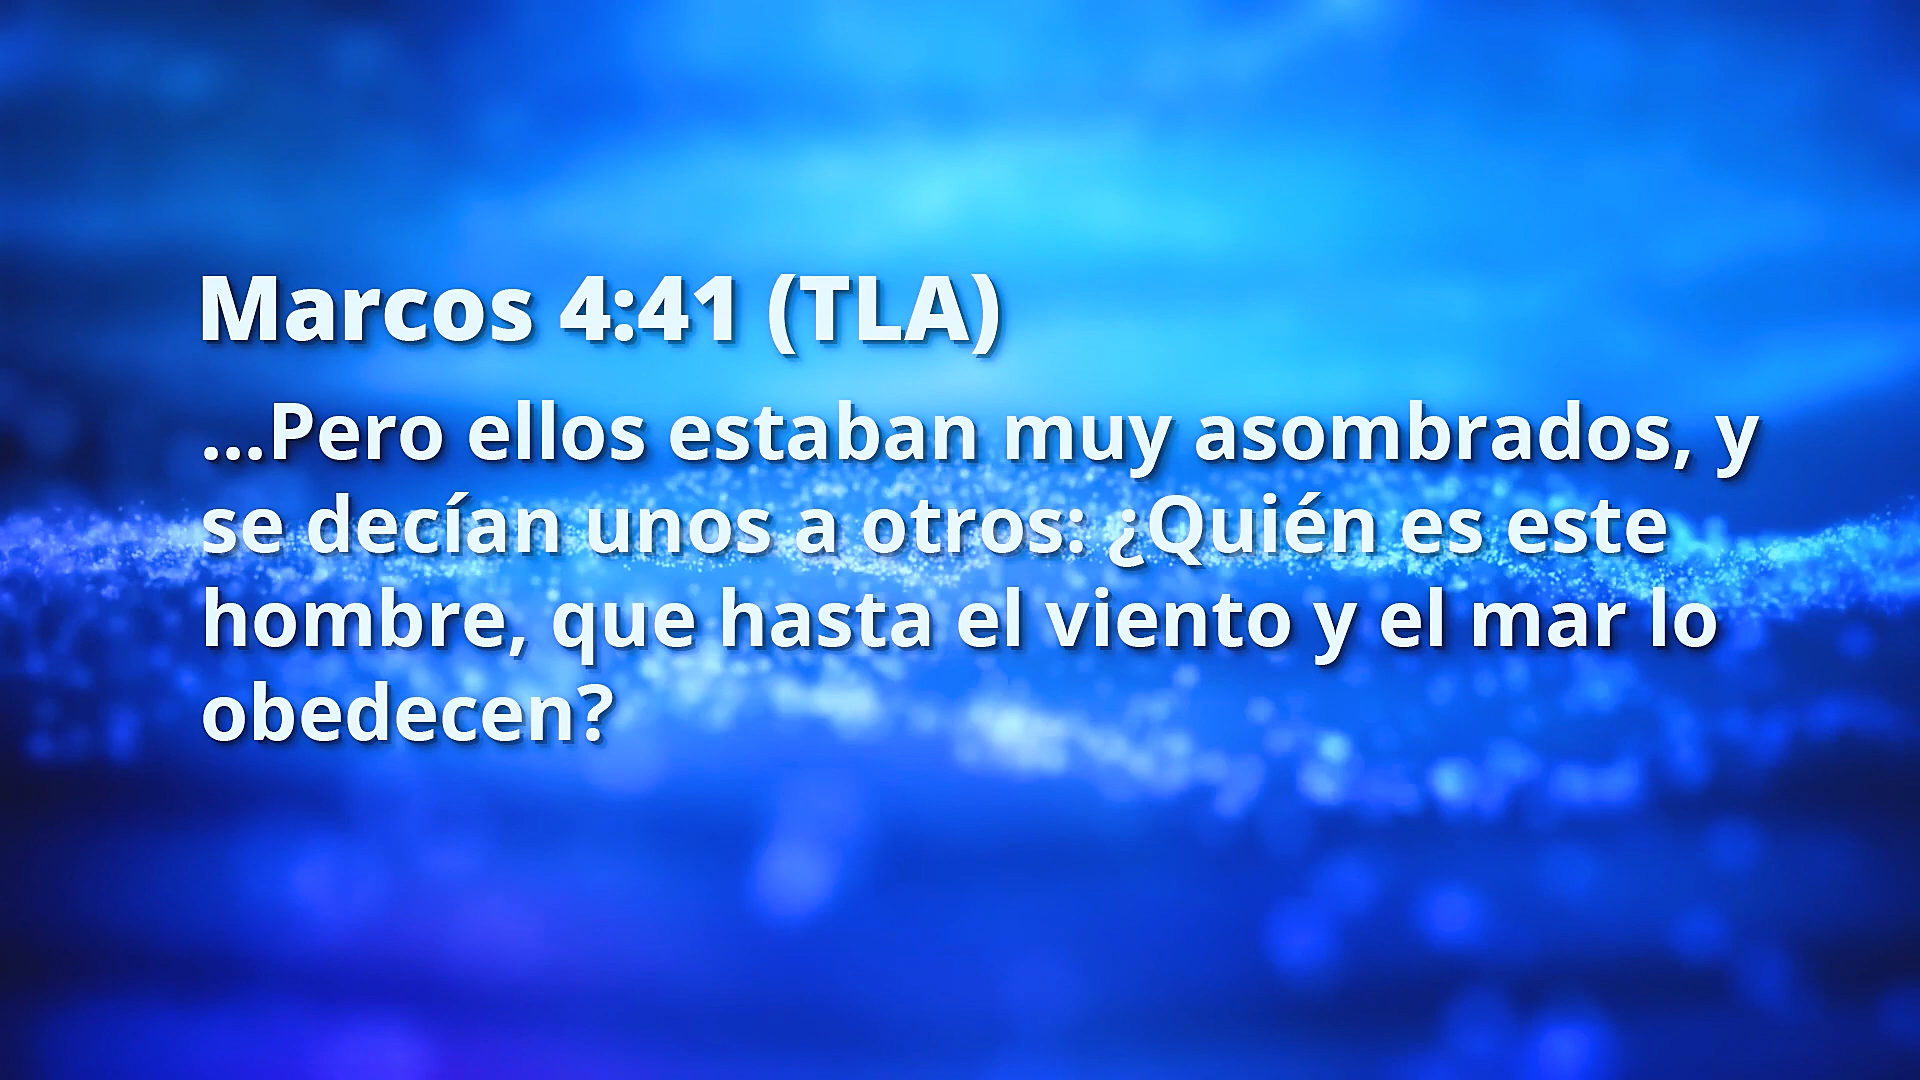 Marcos 4:41 (TLA)
...Pero ellos estaban muy asombrados, y
se decían unos a otros: ¿Quién es este
hombre, que hasta el viento y el mar lo
obedecen?